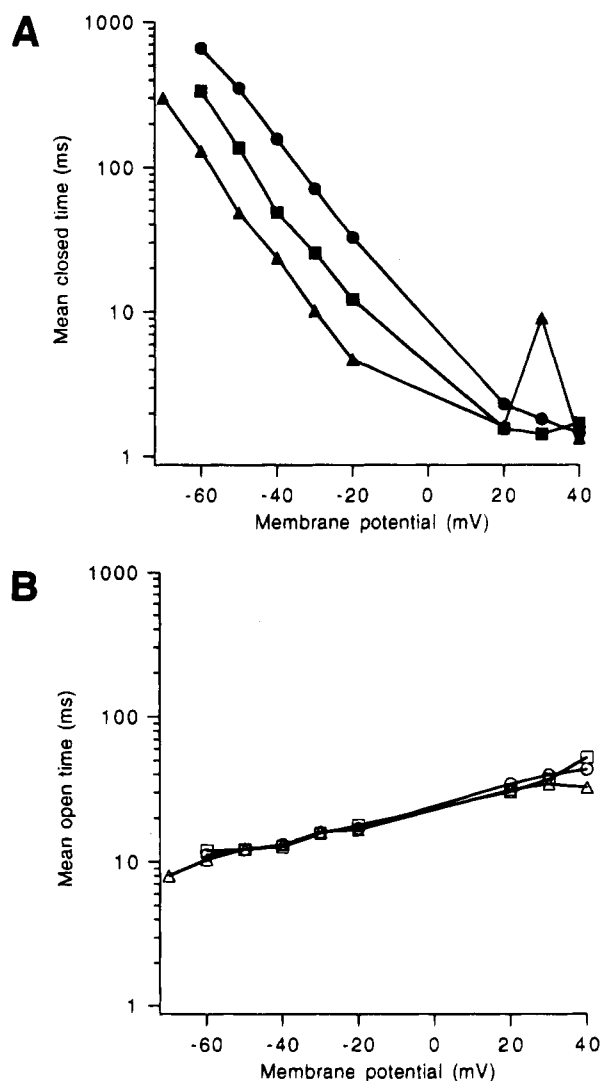 A
1000
100
10
1
Mean closed time (ms)
-60 -40 -20 0 20 40
Membrane potential (mV)
B
1000
100
10
1
Mean open time (ms)
-60 -40 -20 0 20 40
Membrane potential (mV)